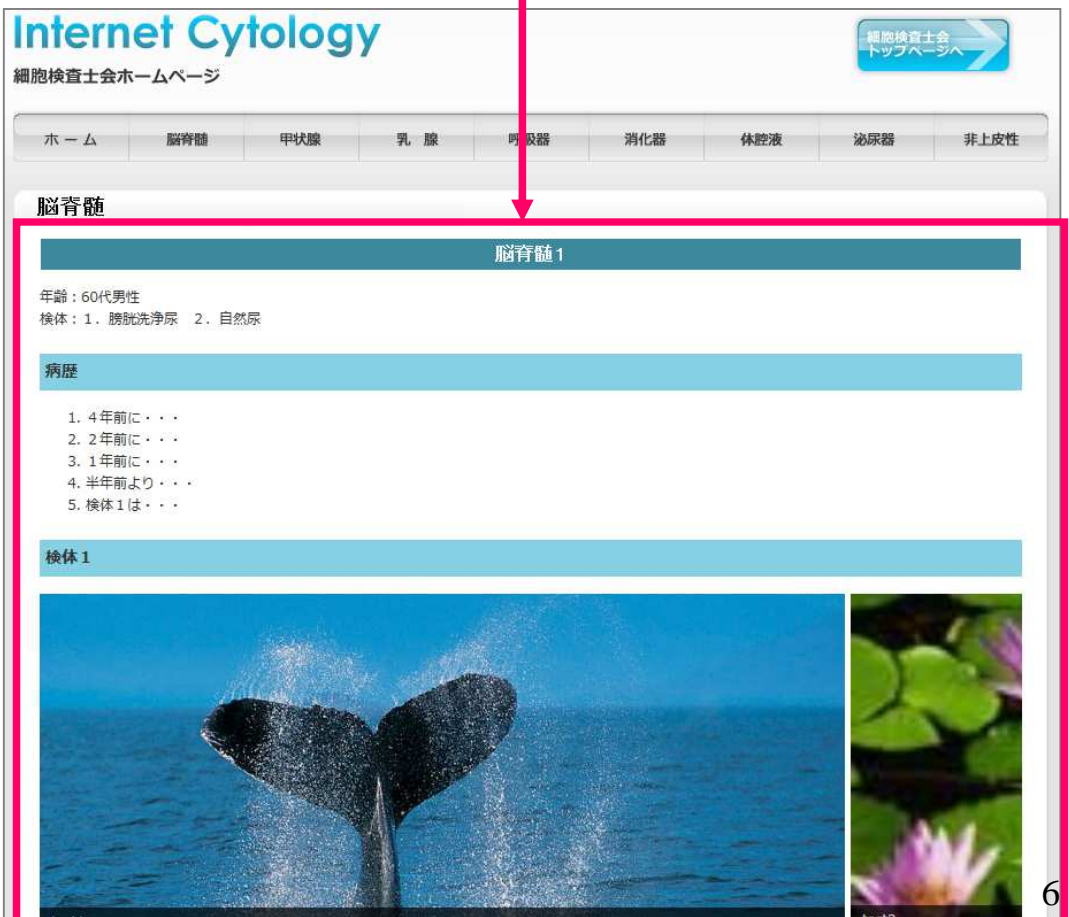 Internet Cytology
細胞検査士会
トップページへ
細胞検査士会ホームページ
ホーム 脳脊髄 甲状腺 乳 腺 呼吸器 消化器 体腔液 泌尿器 非上皮性
脳脊髄
脳脊髄1
年齢：60代男性
検体：１．膀胱洗浄尿 ２．自然尿
病歴
1. ４年前に・・・
2. ２年前に・・・
3. １年前に・・・
4. 半年前より・・・
5. 検体１は・・・
検体１
6